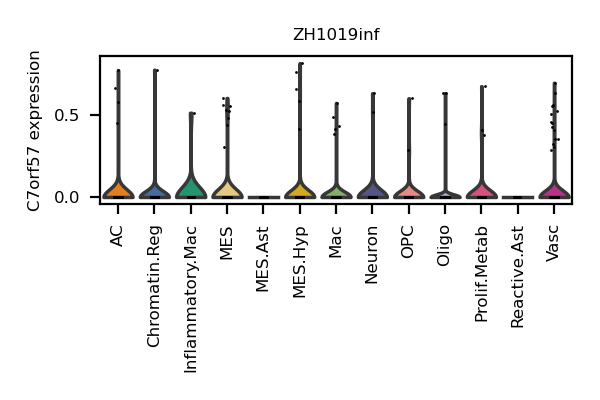 ZH1019inf
C7orf57 expression
0.5
0.0
AC
Chromatin.Reg
Inflammatory.Mac
MES
MES.Ast
MES.Hyp
Mac
Neuron
OPC
Oligo
Prolif.Metab
Reactive.Ast
Vasc